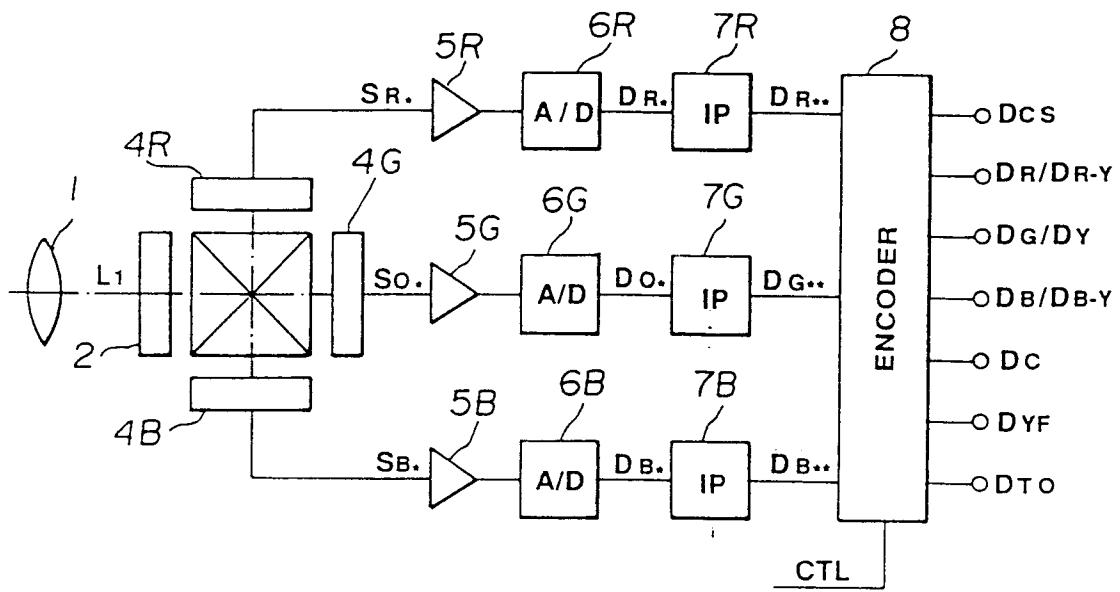 6R
7R
8
5R
SR*
A/D
DR*
IP
DR**
DCS
4R
4G
DR/DR-Y
1
6G
7G
5G
DG/DY
L1
SO*
A/D
DO*
IP
DG**
ENCODER
DB/DB-Y
2
DC
4B
5B
6B
7B
DYF
SB*
A/D
DB*
IP
DB**
DTO
CTL